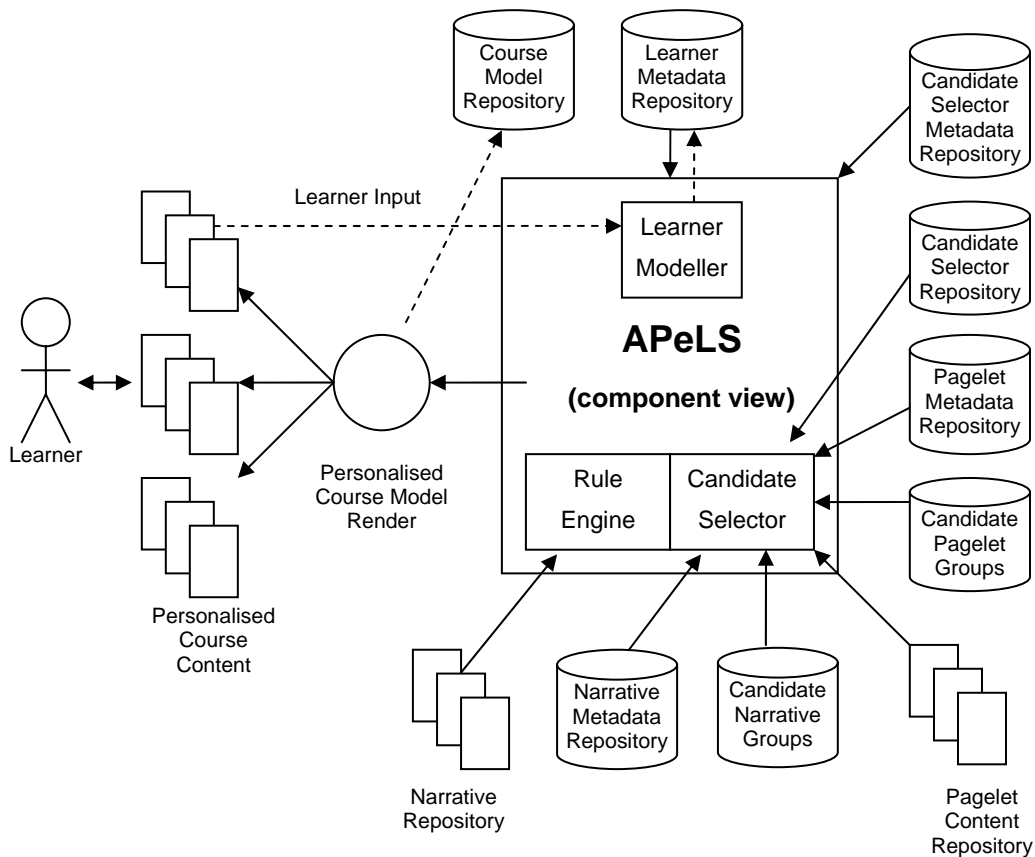 Course
Model
Repository
Learner
Metadata
Repository
Candidate
Selector
Metadata
Repository
Learner Input
Learner
Modeller
Candidate
Selector
Repository
APeLS
(component view)
Pagelet
Metadata
Repository
Learner
Personalised
Course Model
Render
Rule
Engine
Candidate
Selector
Candidate
Pagelet
Groups
Personalised
Course
Content
Narrative
Metadata
Repository
Candidate
Narrative
Groups
Narrative
Repository
Pagelet
Content
Repository